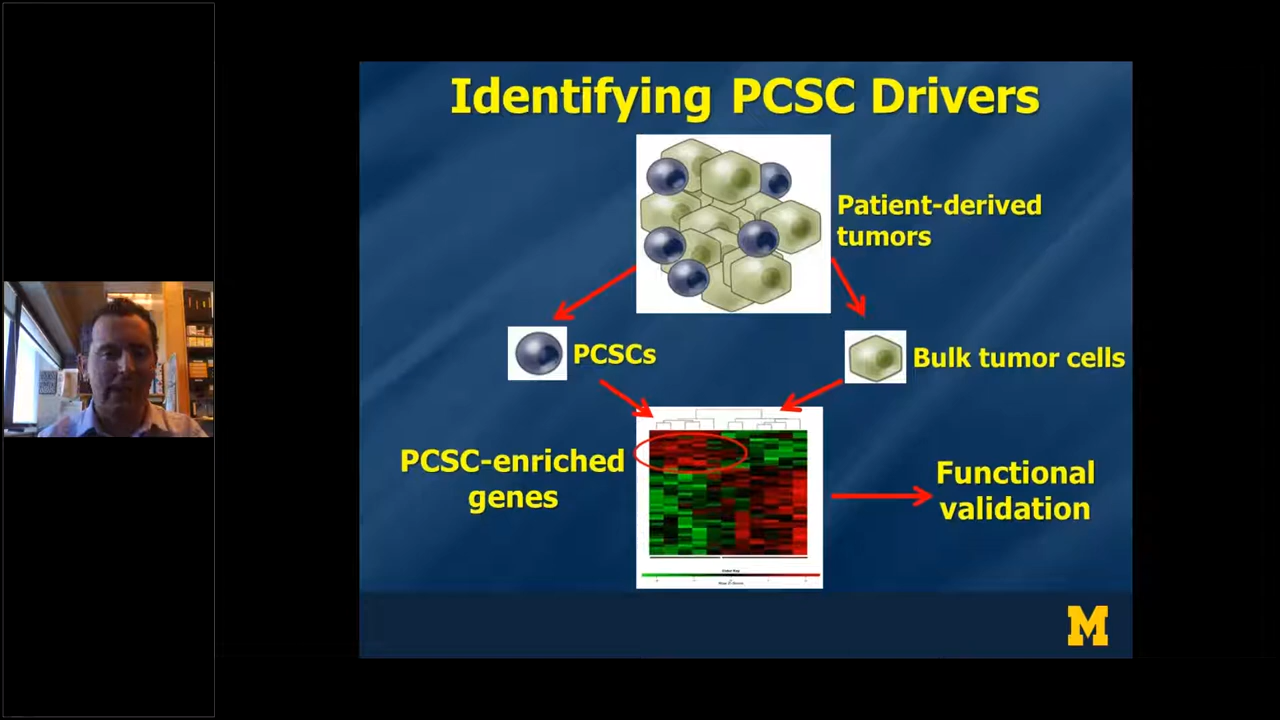 Identifying PCSC Drivers
Patient-derived
tumors
PCSCs
Bulk tumor cells
PCSC-enriched
genes
Functional
validation
M